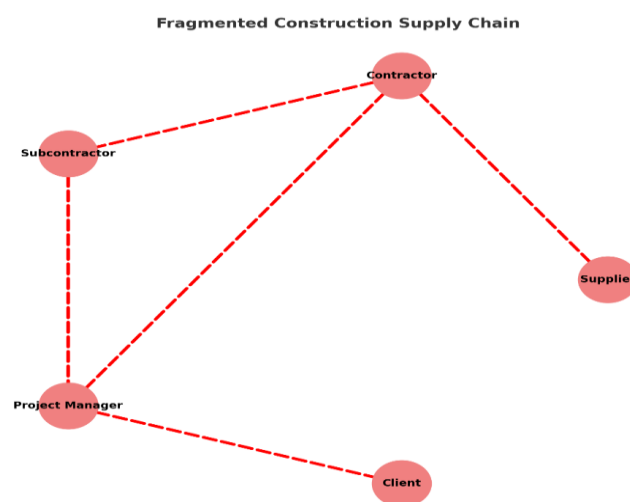 Fragmented Construction Supply Chain
Contractor
Subcontractor
Supplie
Project Manager
Client